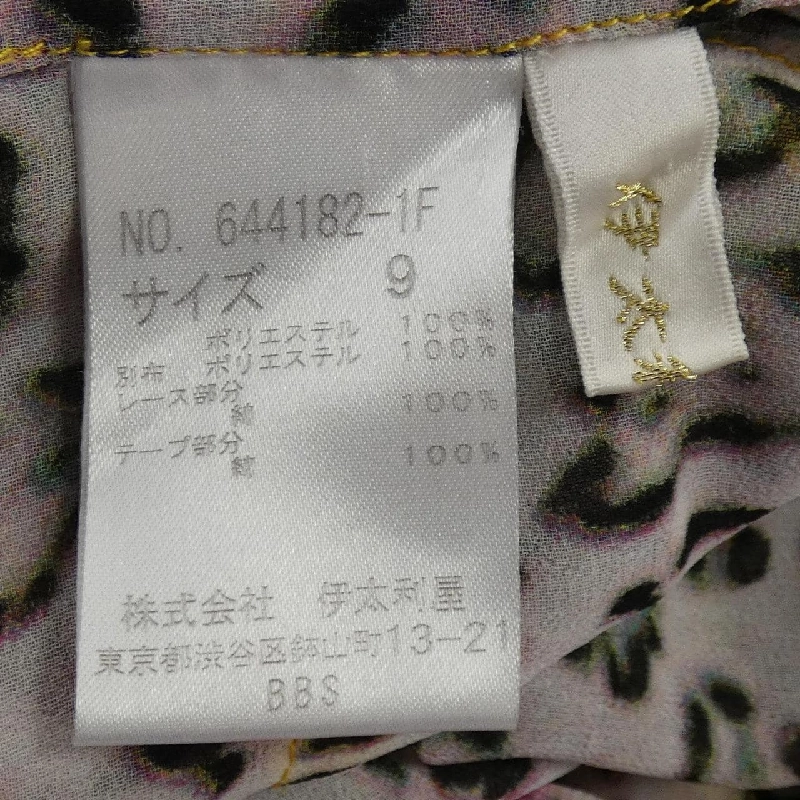 NO. 644182-1F
サイズ 9
ポリエステル 100%
別布 ポリエステル 100%
レース部分
綿 100%
テープ部分
綿 100%
株式会社 伊太利屋
東京都渋谷区鉢山町13-21
BBS
伊太